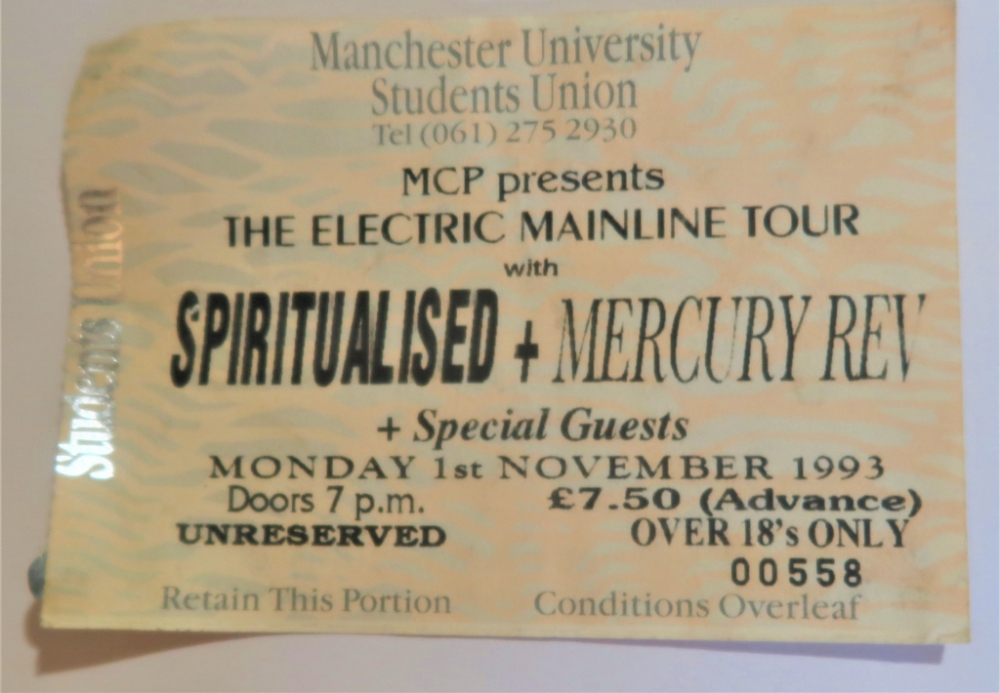 Manchester University
Students Union
Tel (061) 275 2930
MCP presents
THE ELECTRIC MAINLINE TOUR
with
SPIRITUALISED + MERCURY REV
+ Special Guests
MONDAY 1st NOVEMBER 1993
Doors 7 p.m. £7.50 (Advance)
UNRESERVED OVER 18's ONLY
00558
Retain This Portion Conditions Overleaf
Students Union